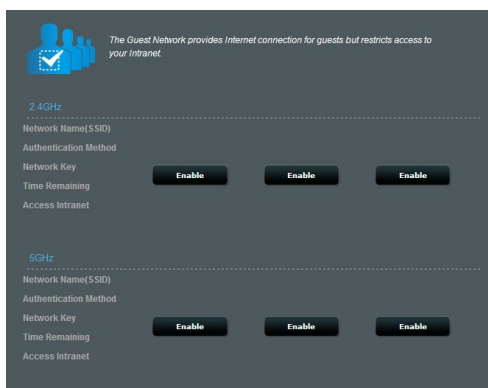 The Guest Network provides Internet connection for guests but restricts access to
your Intranet.
2.4GHz
Network Name(SSID)
Authentication Method
Network Key
Enable Enable Enable
Time Remaining
Access Intranet
5GHz
Network Name(SSID)
Authentication Method
Network Key
Enable Enable Enable
Time Remaining
Access Intranet